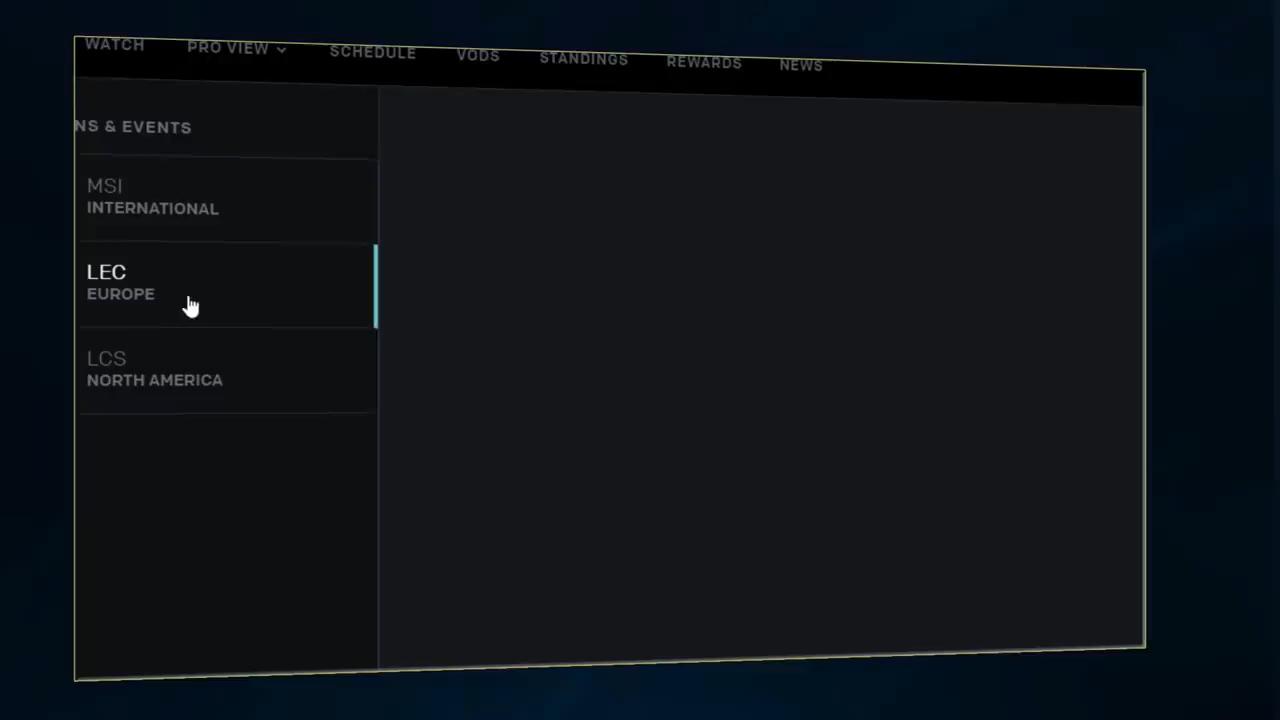 WATCH PRO VIEW SCHEDULE VODS STANDINGS REWARDS NEWS
NS & EVENTS
MSI
INTERNATIONAL
LEC
EUROPE
LCS
NORTH AMERICA